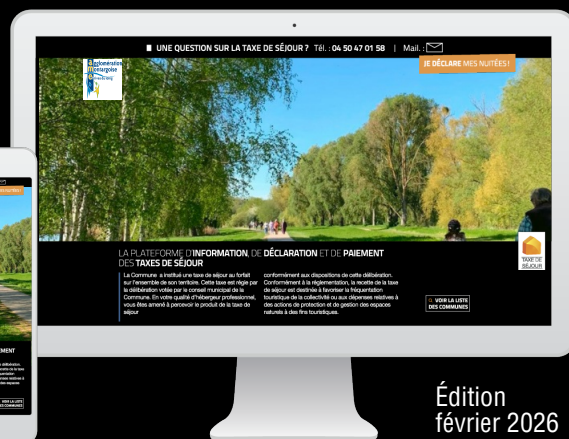 UNE QUESTION SUR LA TAXE DE SÉJOUR ? Tél. : 04 50 47 01 58 | Mail. :
JE DÉCLARE MES NUITÉES !
agglomération
montargoise
LA PLATEFORME D'INFORMATION, DE DÉCLARATION ET DE PAIEMENT
DES TAXES DE SÉJOUR
La Commune a institué une taxe de séjour au forfait
sur l'ensemble de son territoire. Cette taxe est régie par
la délibération votée par le conseil municipal de la
Commune. En votre qualité d'hébergeur professionnel,
vous êtes amené à percevoir le produit de la taxe de
séjour
conformément aux dispositions de cette délibération.
Conformément à la réglementation, la recette de la taxe
de séjour est destinée à favoriser la fréquentation
touristique de la collectivité ou aux dépenses relatives à
des actions de protection et de gestion des espaces
naturels à des fins touristiques.
TAXE DE
SÉJOUR
VOIR LA LISTE
DES COMMUNES
Édition
février 2026